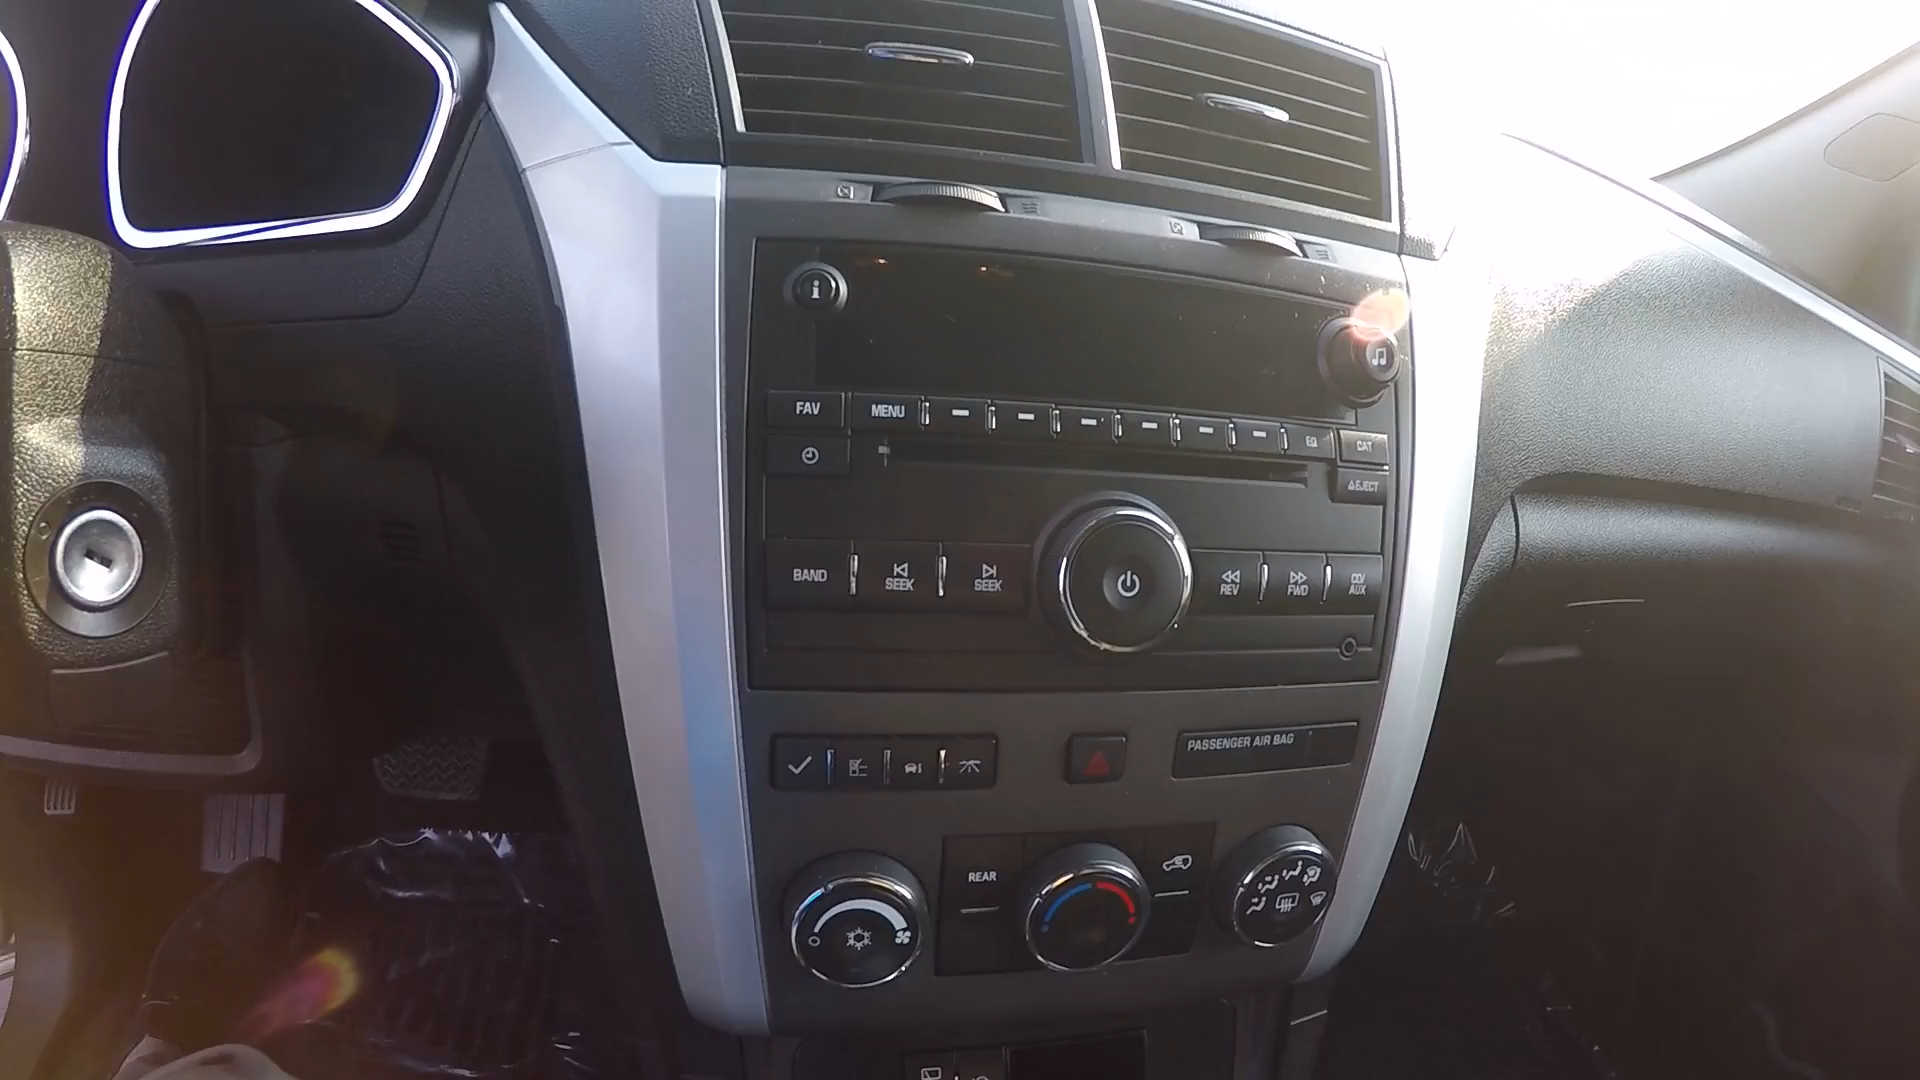 i
FAV
MENU
EQ
CAT
EJECT
BAND
SEEK
SEEK
REV
FWD
CD/
AUX
PASSENGER AIR BAG
REAR